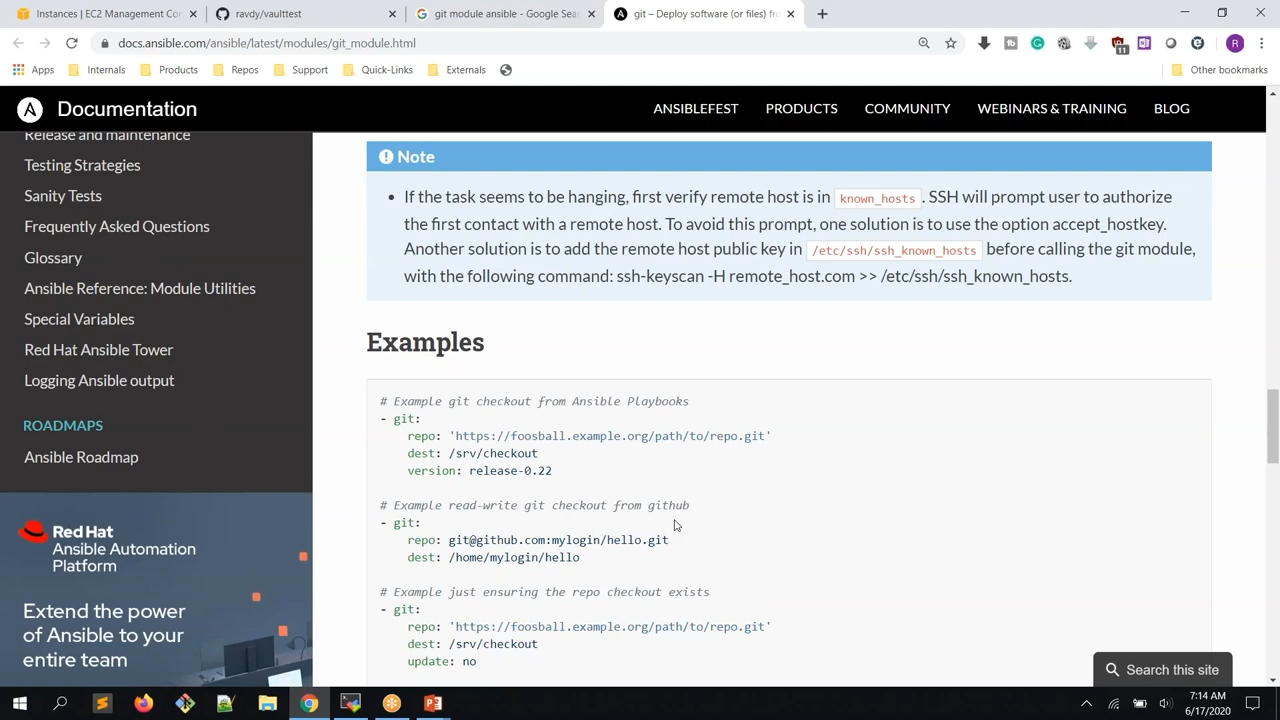 Instances | EC2 Management Con
ravdy/vaulttest
git module ansible - Google Sear
git – Deploy software (or files) fro
docs.ansible.com/ansible/latest/modules/git_module.html
11
R
Apps
Internals
Products
Repos
Support
Quick-Links
Externals
Other bookmarks
Documentation
ANSIBLEFEST
PRODUCTS
COMMUNITY
WEBINARS & TRAINING
BLOG
Release and maintenance
Testing Strategies
Sanity Tests
Frequently Asked Questions
Glossary
Ansible Reference: Module Utilities
Special Variables
Red Hat Ansible Tower
Logging Ansible output
ROADMAPS
Ansible Roadmap
Red Hat
Ansible Automation
Platform
Extend the power
of Ansible to your
entire team
Note
If the task seems to be hanging, first verify remote host is in known_hosts. SSH will prompt user to authorize
the first contact with a remote host. To avoid this prompt, one solution is to use the option accept_hostkey.
Another solution is to add the remote host public key in /etc/ssh/ssh_known_hosts before calling the git module,
with the following command: ssh-keyscan -H remote_host.com >> /etc/ssh/ssh_known_hosts.
Examples
# Example git checkout from Ansible Playbooks
- git:
repo: 'https://foosball.example.org/path/to/repo.git'
dest: /srv/checkout
version: release-0.22
# Example read-write git checkout from github
- git:
repo: git@github.com:mylogin/hello.git
dest: /home/mylogin/hello
# Example just ensuring the repo checkout exists
- git:
repo: 'https://foosball.example.org/path/to/repo.git'
dest: /srv/checkout
update: no
Search this site
7:14 AM
6/17/2020